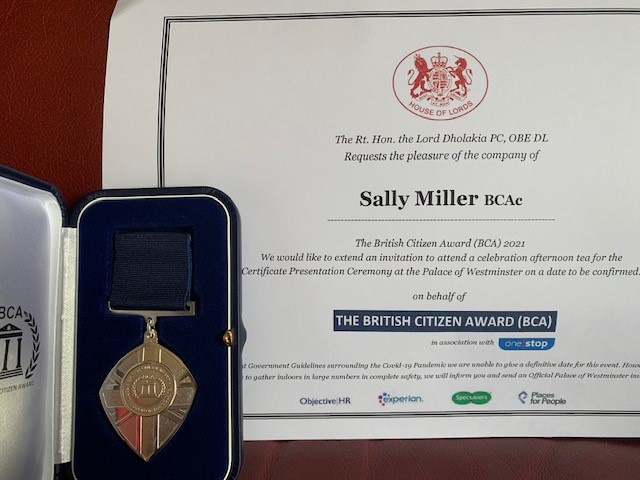 HOUSE OF LORDS
The Rt. Hon. the Lord Dholakia PC, OBE DL
Requests the pleasure of the company of
Sally Miller BCAc
The British Citizen Award (BCA) 2021
We would like to extend an invitation to attend a celebration afternoon tea for the
Certificate Presentation Ceremony at the Palace of Westminster on a date to be confirmed.
on behalf of
THE BRITISH CITIZEN AWARD (BCA)
in association with one stop
Government Guidelines surrounding the Covid-19 Pandemic we are unable to give a definitive date for this event.
to gather indoors in large numbers in complete safety, we will inform you and send an Official Palace of Westminster
Objective|HR
experian.
Specsavers
Places for People
BCA
CITIZEN AWARD